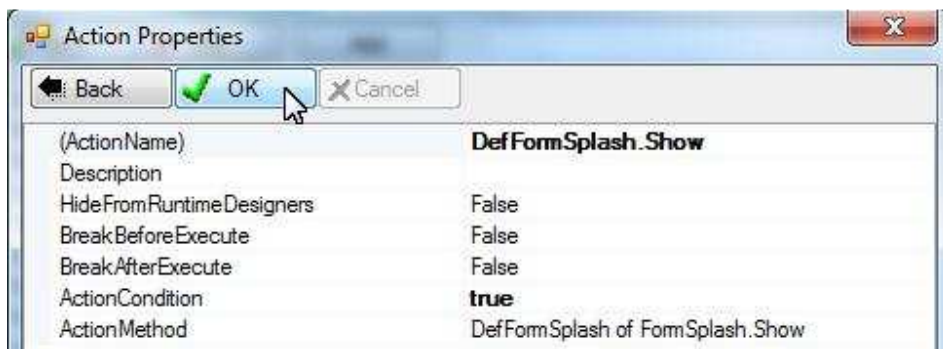 Action Properties
Back OK Cancel
(ActionName) DefFormSplash.Show
Description
HideFromRuntimeDesigners False
BreakBeforeExecute False
BreakAfterExecute False
ActionCondition true
ActionMethod DefFormSplash of FormSplash.Show